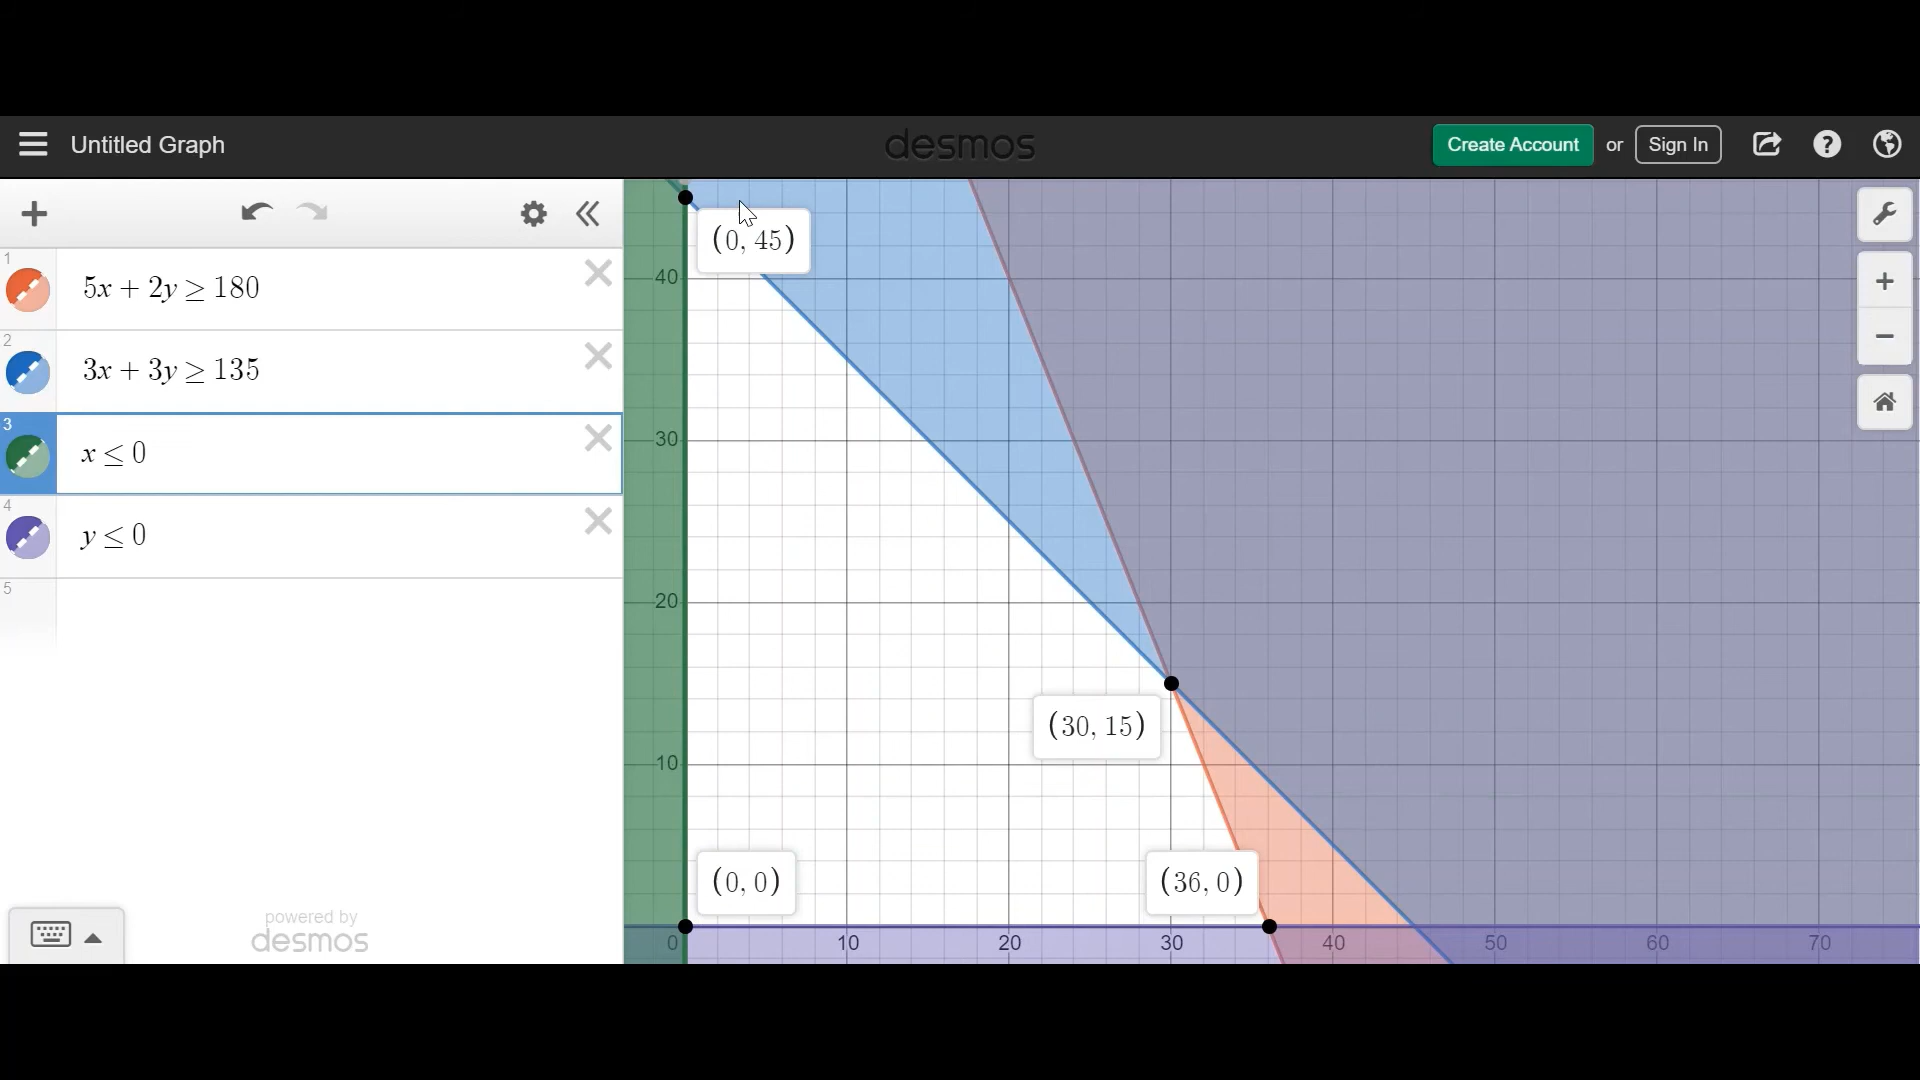 Untitled Graph
desmos
Create Account or Sign In
1
5x + 2y ≥ 180
2
3x + 3y ≥ 135
3
x ≤ 0
4
y ≤ 0
5
powered by
desmos
(0, 45)
40
30
20
(30, 15)
10
(0, 0)
(36, 0)
0 10 20 30 40 50 60 70